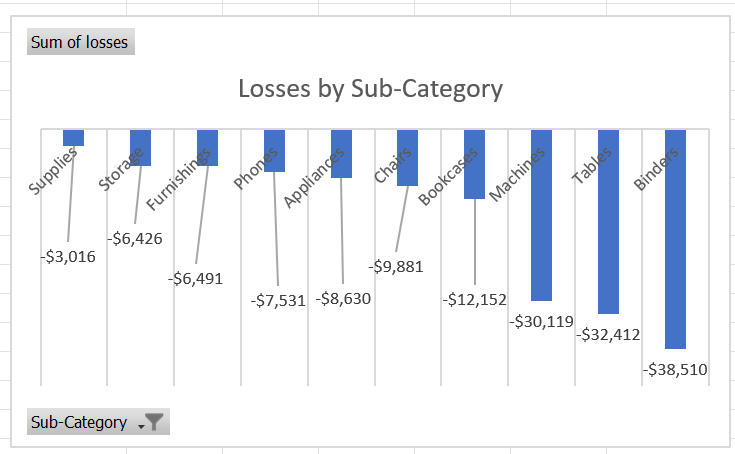 Sum of losses
Losses by Sub-Category
Supplies
Storage
Furnishings
Phones
Appliances
Chairs
Bookcases
Machines
Tables
Binders
-$3,016
-$6,426
-$6,491
-$7,531
-$8,630
-$9,881
-$12,152
-$30,119
-$32,412
-$38,510
Sub-Category